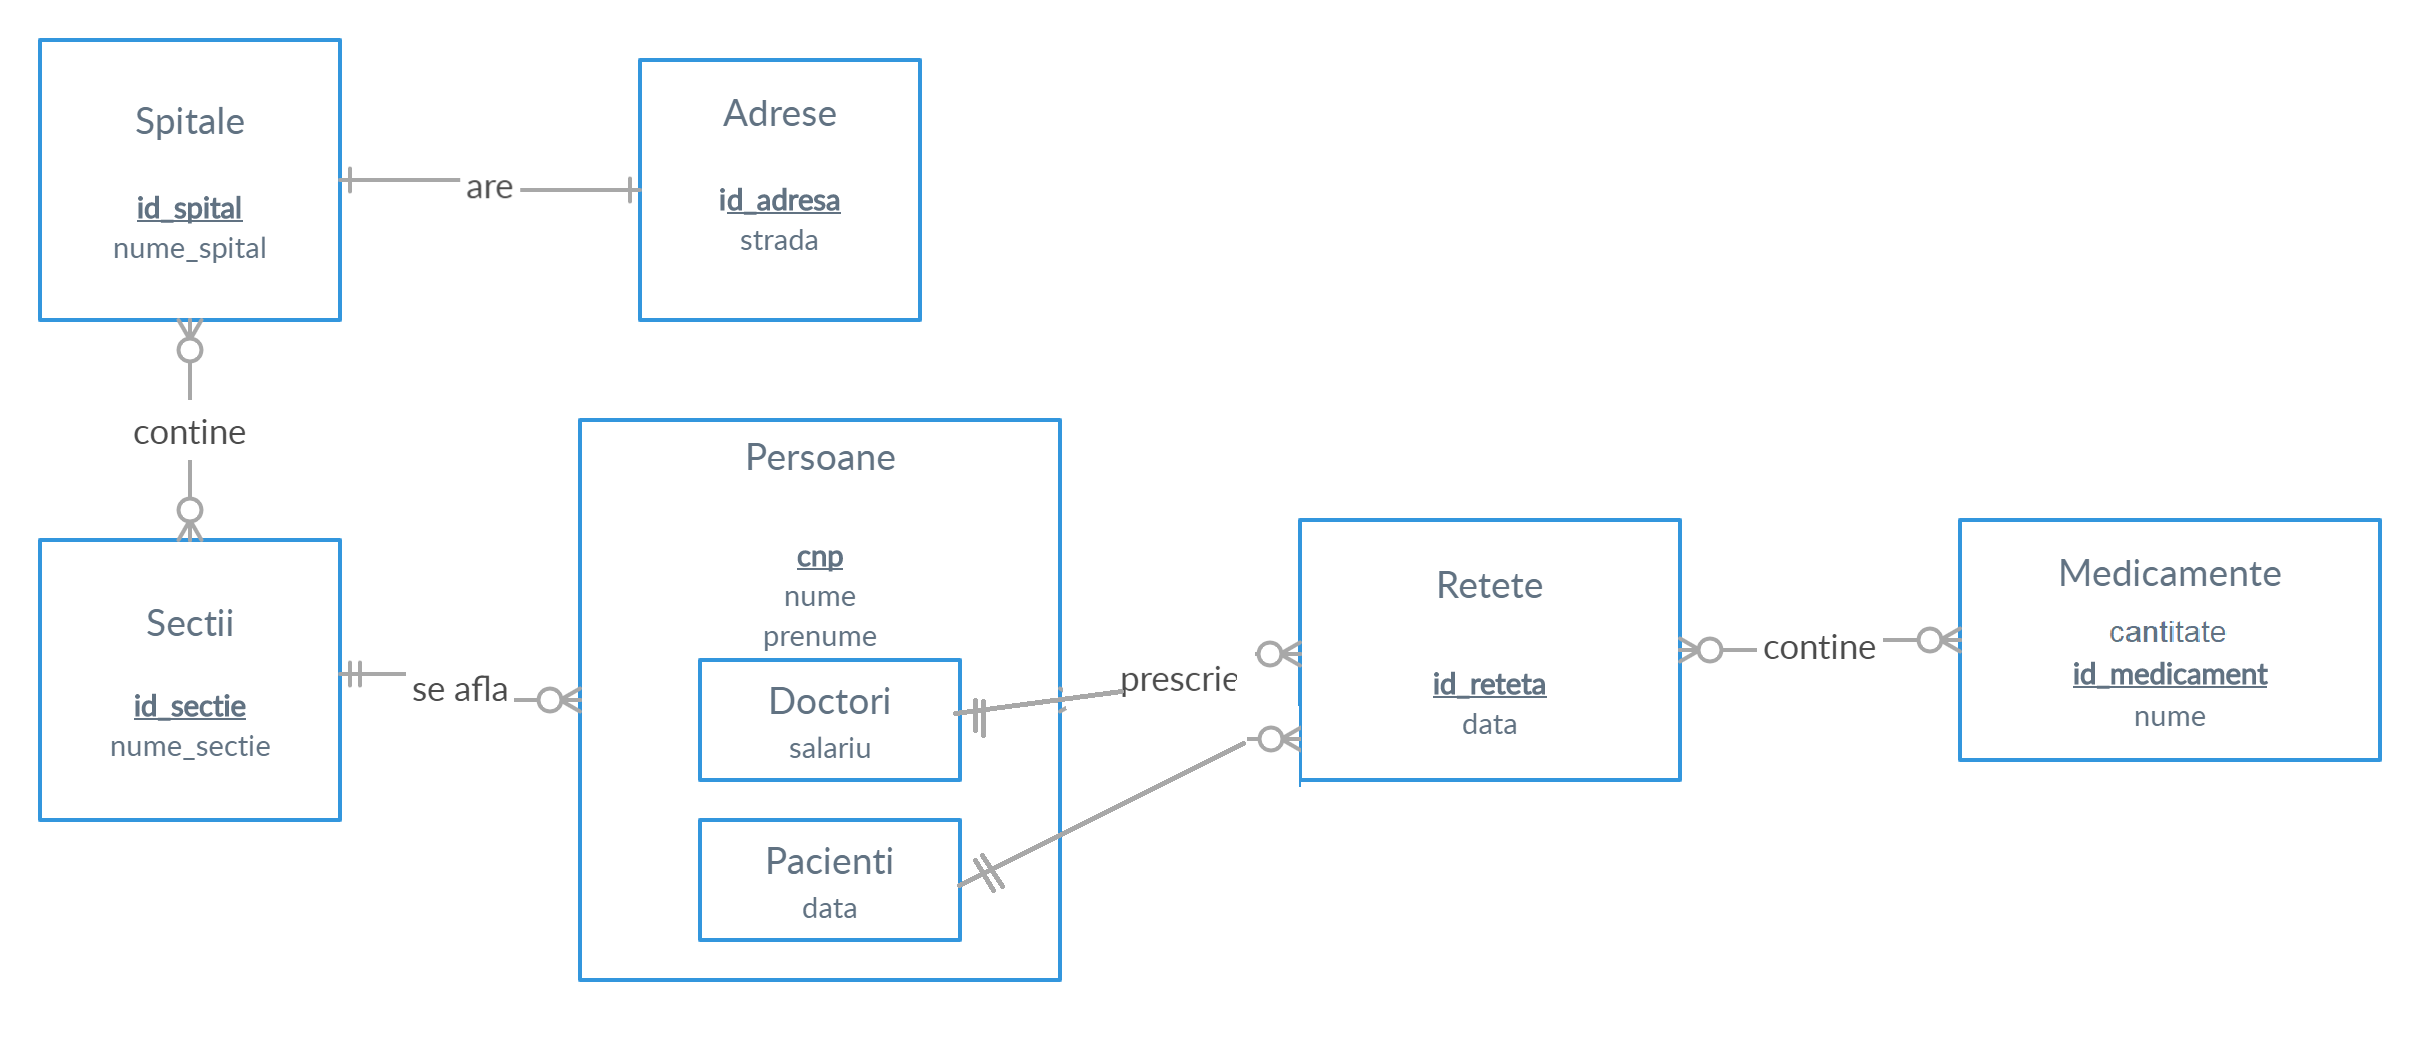 Spitale
id_spital
nume_spital
are
Adrese
id_adresa
strada
contine
Sectii
id_sectie
nume_sectie
se afla
Persoane
cnp
nume
prenume
Doctori
salariu
Pacienti
data
prescrie
Retete
id_reteta
data
contine
Medicamente
cantitate
id_medicament
nume